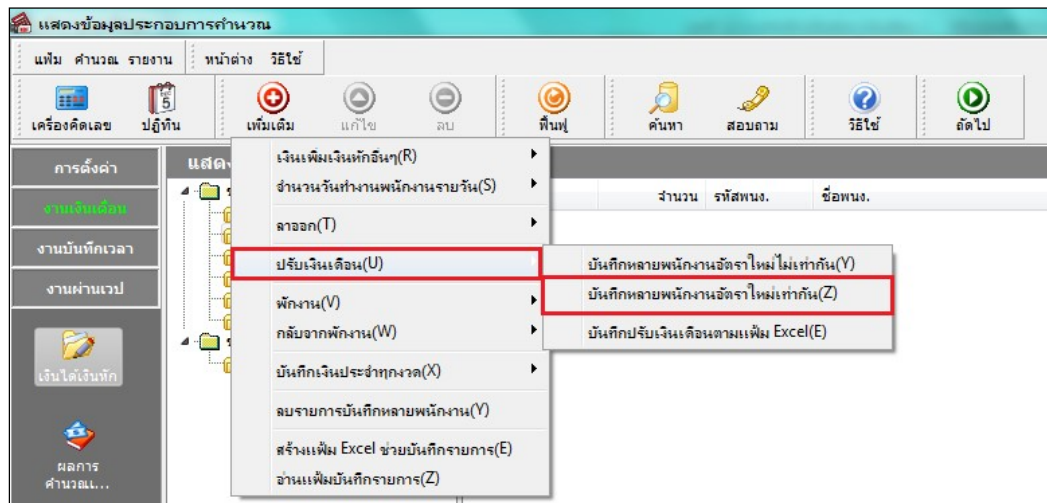 แสดงข้อมูลประกอบการคำนวณ
แฟ้ม คำนวณ รายงาน หน้าต่าง วิธีใช้
เครื่องคิดเลข ปฏิทิน เพิ่มเติม แก้ไข ลบ ฟื้นฟู ค้นหา สอบถาม วิธีใช้ ถัดไป
การตั้งค่า
งานเงินเดือน
งานบันทึกเวลา
งานผ่านเวป
เงินได้เงินหัก
ผลการ
คำนวณ...
แสดง
จำนวน รหัสพนง. ชื่อพนง.
เงินเพิ่มเงินหักอื่นๆ(R)
จำนวนวันทำงานพนักงานรายวัน(S)
ลาออก(T)
ปรับเงินเดือน(U)
พักงาน(V)
กลับจากพักงาน(W)
บันทึกเงินประจำทุกงวด(X)
ลบรายการบันทึกหลายพนักงาน(Y)
สร้างแฟ้ม Excel ช่วยบันทึกรายการ(E)
อ่านแฟ้มบันทึกรายการ(Z)
บันทึกหลายพนักงานอัตราใหม่ไม่เท่ากัน(Y)
บันทึกหลายพนักงานอัตราใหม่เท่ากัน(Z)
บันทึกปรับเงินเดือนตามแฟ้ม Excel(E)